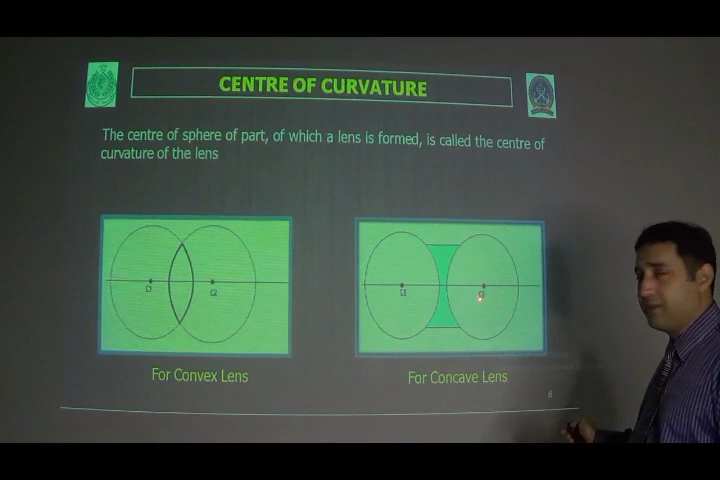 CENTRE OF CURVATURE
The centre of sphere of part, of which a lens is formed, is called the centre of
curvature of the lens
C1
C2
C1
For Convex Lens
For Concave Lens
8